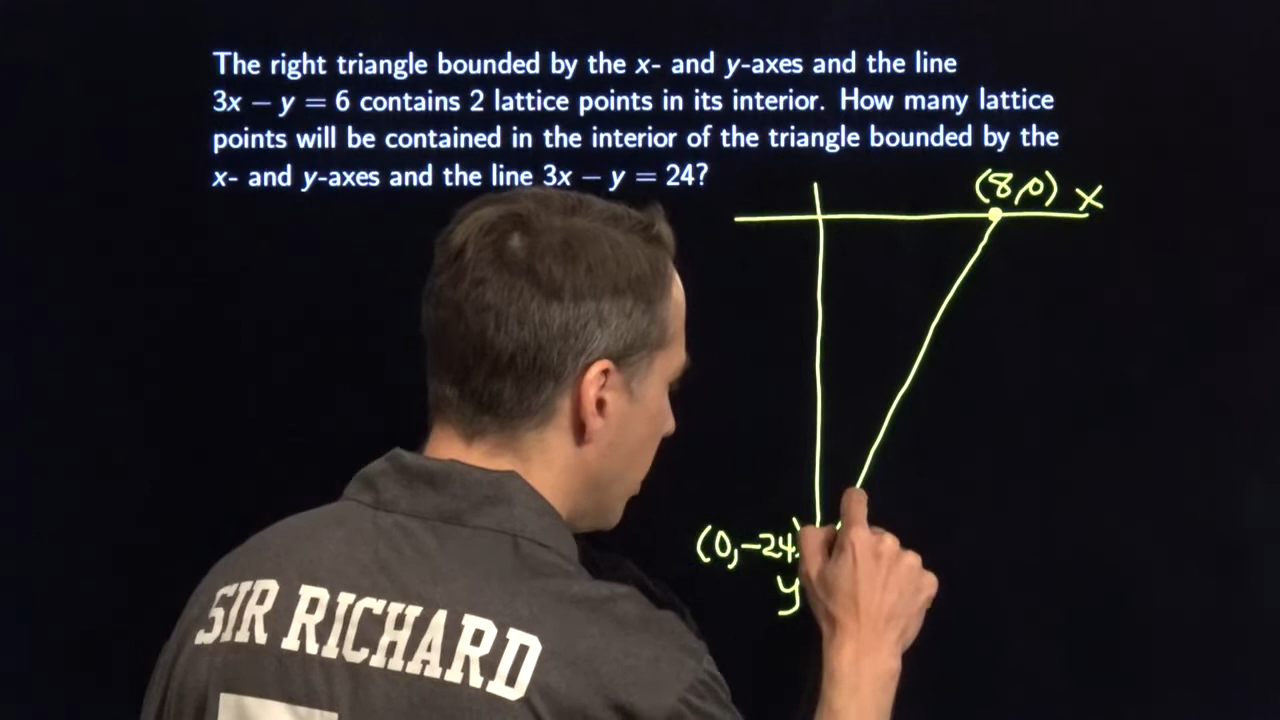 The right triangle bounded by the x- and y-axes and the line
3x − y = 6 contains 2 lattice points in its interior. How many lattice
points will be contained in the interior of the triangle bounded by the
x- and y-axes and the line 3x − y = 24?
(8,0) x
(0,-24)
y
SIR RICHARD